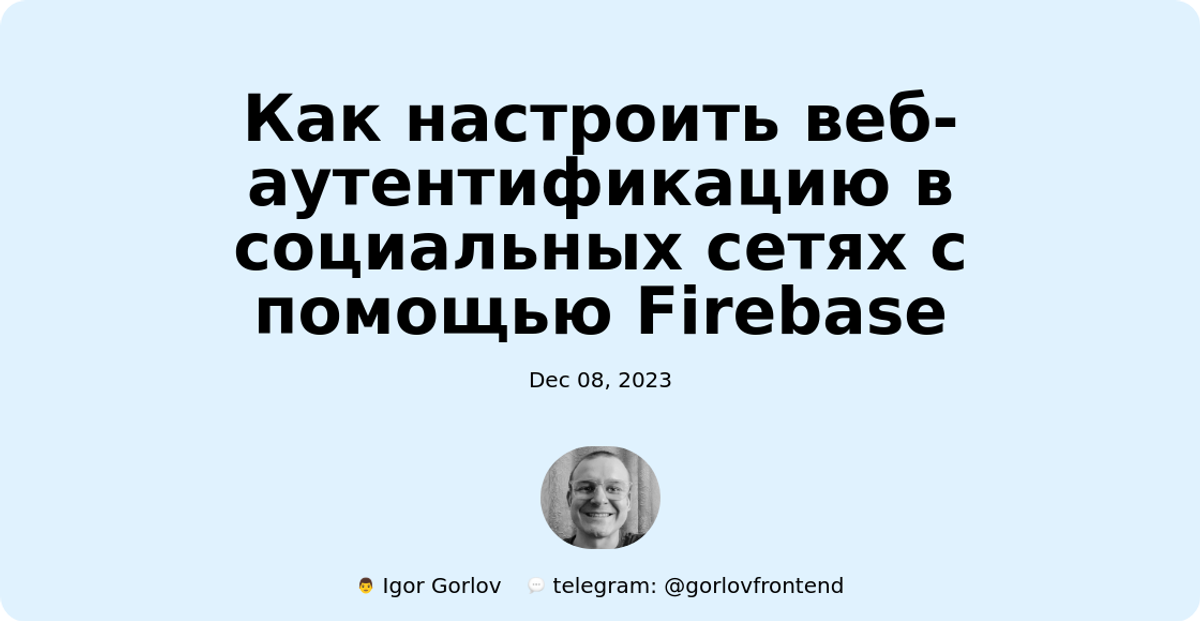 Как настроить веб-
аутентификацию в
социальных сетях с
помощью Firebase
Dec 08, 2023
👨 Igor Gorlov 💬 telegram: @gorlovfrontend